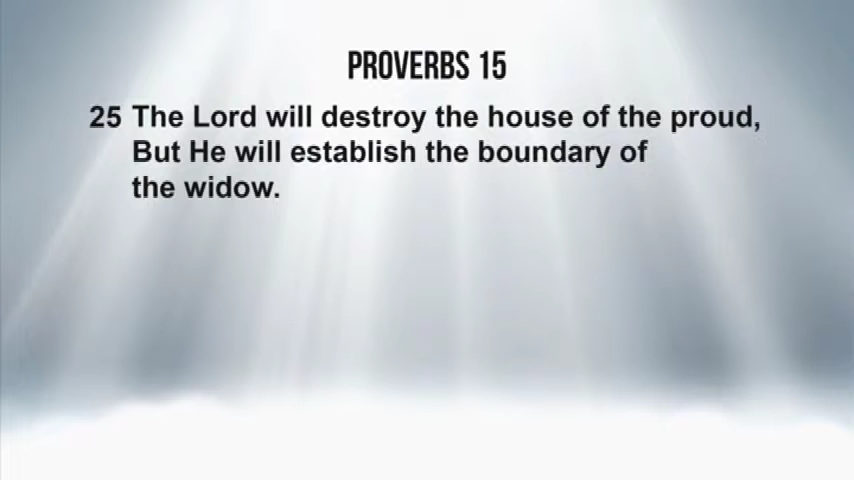 PROVERBS 15
25 The Lord will destroy the house of the proud,
But He will establish the boundary of
the widow.